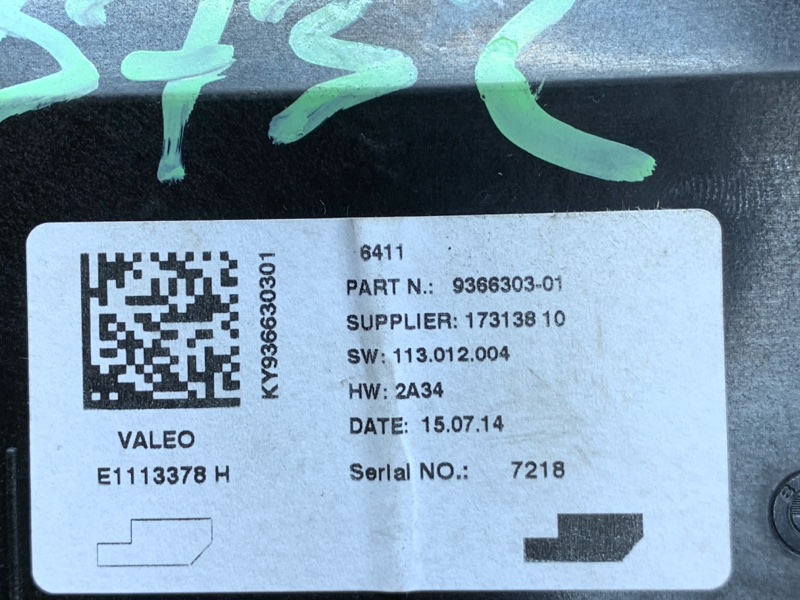 6411
PART N.: 9366303-01
SUPPLIER: 173138 10
SW: 113.012.004
HW: 2A34
DATE: 15.07.14
Serial NO.: 7218
KY936630301
VALEO
E1113378 H